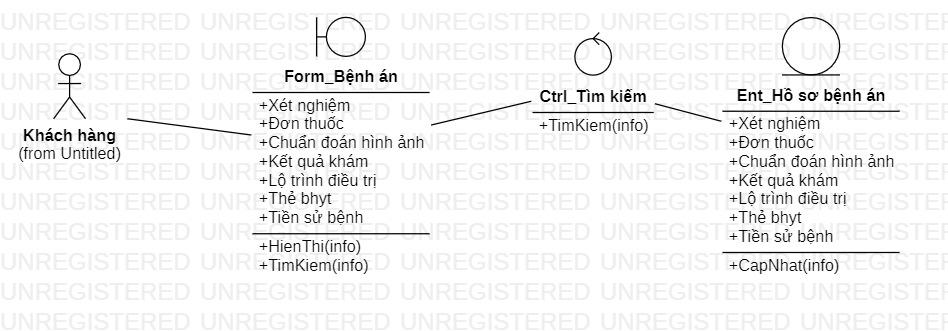 UNREGISTERED UNREGISTERED UNREGISTERED UNREGISTERED UNREGISTERED
Khách hàng
(from Untitled)
Form_Bệnh án
+Xét nghiệm
+Đơn thuốc
+Chuẩn đoán hình ảnh
+Kết quả khám
+Lộ trình điều trị
+Thẻ bhyt
+Tiền sử bệnh
+HienThi(info)
+TimKiem(info)
Ctrl_Tìm kiếm
+TimKiem(info)
Ent_Hồ sơ bệnh án
+Xét nghiệm
+Đơn thuốc
+Chuẩn đoán hình ảnh
+Kết quả khám
+Lộ trình điều trị
+Thẻ bhyt
+Tiền sử bệnh
+CapNhat(info)